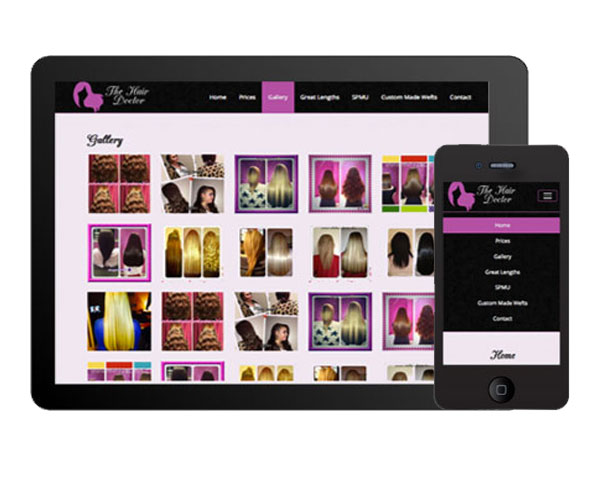 The Hair
Doctor
Home Prices Gallery Great Lengths SPMU Custom Made Wefts Contact
Gallery
The Hair
Doctor
Home
Prices
Gallery
Great Lengths
SPMU
Custom Made Wefts
Contact
Home